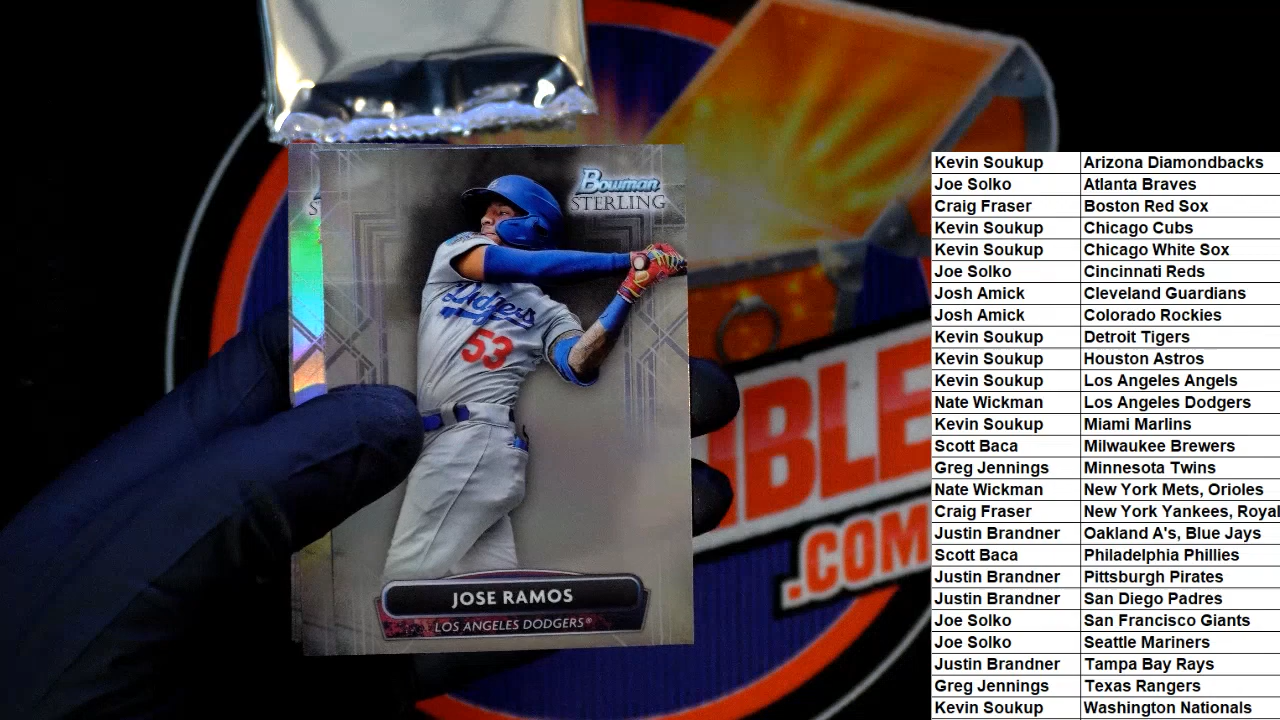 Bowman
STERLING
S
Dodgers
53
JOSE RAMOS
LOS ANGELES DODGERS®
IBLE
.COM
Kevin Soukup Arizona Diamondbacks
Joe Solko Atlanta Braves
Craig Fraser Boston Red Sox
Kevin Soukup Chicago Cubs
Kevin Soukup Chicago White Sox
Joe Solko Cincinnati Reds
Josh Amick Cleveland Guardians
Josh Amick Colorado Rockies
Kevin Soukup Detroit Tigers
Kevin Soukup Houston Astros
Kevin Soukup Los Angeles Angels
Nate Wickman Los Angeles Dodgers
Kevin Soukup Miami Marlins
Scott Baca Milwaukee Brewers
Greg Jennings Minnesota Twins
Nate Wickman New York Mets, Orioles
Craig Fraser New York Yankees, Royal
Justin Brandner Oakland A's, Blue Jays
Scott Baca Philadelphia Phillies
Justin Brandner Pittsburgh Pirates
Justin Brandner San Diego Padres
Joe Solko San Francisco Giants
Joe Solko Seattle Mariners
Justin Brandner Tampa Bay Rays
Greg Jennings Texas Rangers
Kevin Soukup Washington Nationals